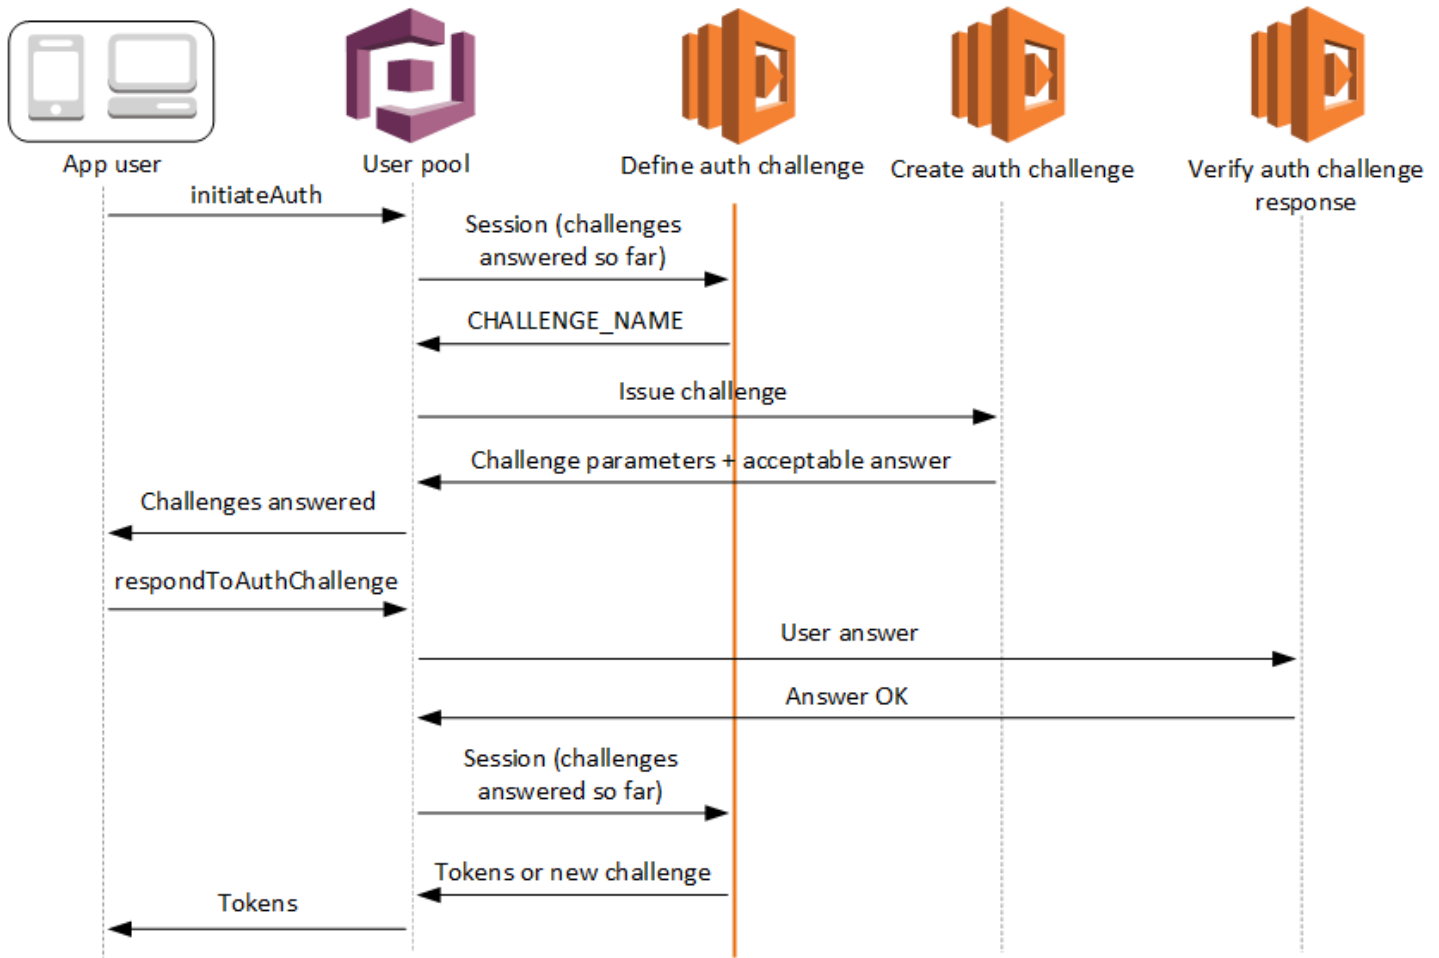 App user
User pool
Define auth challenge
Create auth challenge
Verify auth challenge
response
initiateAuth
Session (challenges
answered so far)
CHALLENGE_NAME
Issue challenge
Challenge parameters + acceptable answer
Challenges answered
respondToAuthChallenge
User answer
Answer OK
Session (challenges
answered so far)
Tokens or new challenge
Tokens